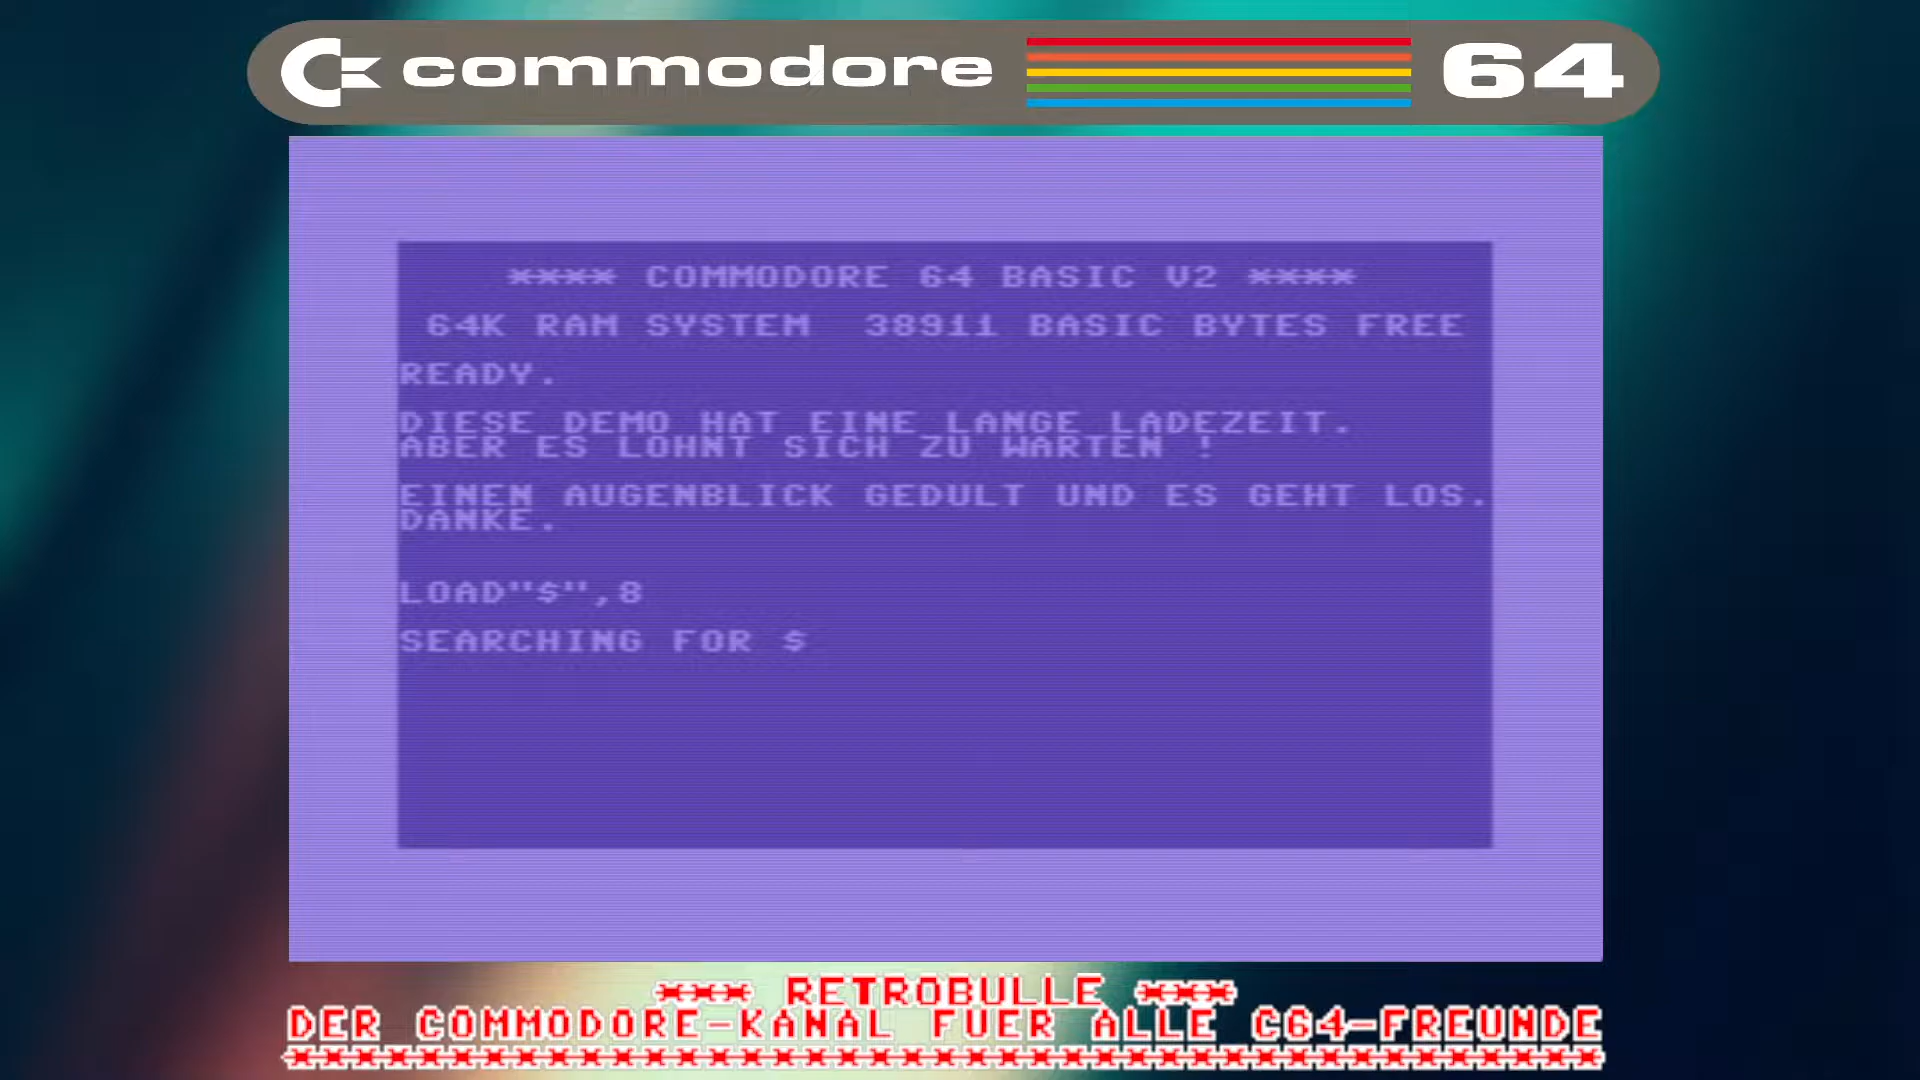 commodore 64
**** COMMODORE 64 BASIC V2 ****
64K RAM SYSTEM 38911 BASIC BYTES FREE
READY.
DIESE DEMO HAT EINE LANGE LADEZEIT.
ABER ES LOHNT SICH ZU WARTEN !
EINEN AUGENBLICK GEDULT UND ES GEHT LOS.
DANKE.
LOAD"$",8
SEARCHING FOR $
*** RETROBULLE ***
DER COMMODORE-KANAL FUER ALLE C64-FREUNDE
*****************************************